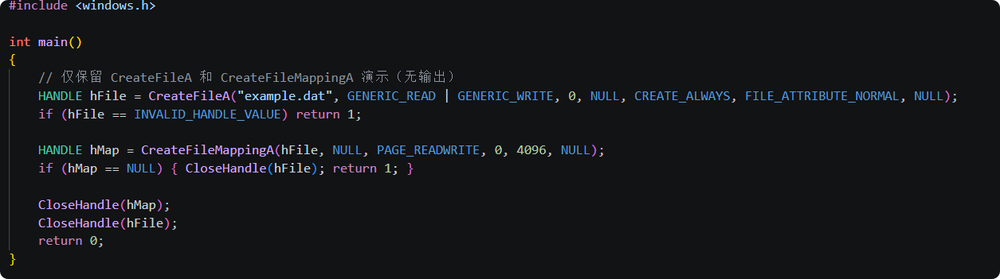 #include <windows.h>
int main()
{
// 仅保留 CreateFileA 和 CreateFileMappingA 演示（无输出）
HANDLE hFile = CreateFileA("example.dat", GENERIC_READ | GENERIC_WRITE, 0, NULL, CREATE_ALWAYS, FILE_ATTRIBUTE_NORMAL, NULL);
if (hFile == INVALID_HANDLE_VALUE) return 1;
HANDLE hMap = CreateFileMappingA(hFile, NULL, PAGE_READWRITE, 0, 4096, NULL);
if (hMap == NULL) { CloseHandle(hFile); return 1; }
CloseHandle(hMap);
CloseHandle(hFile);
return 0;
}